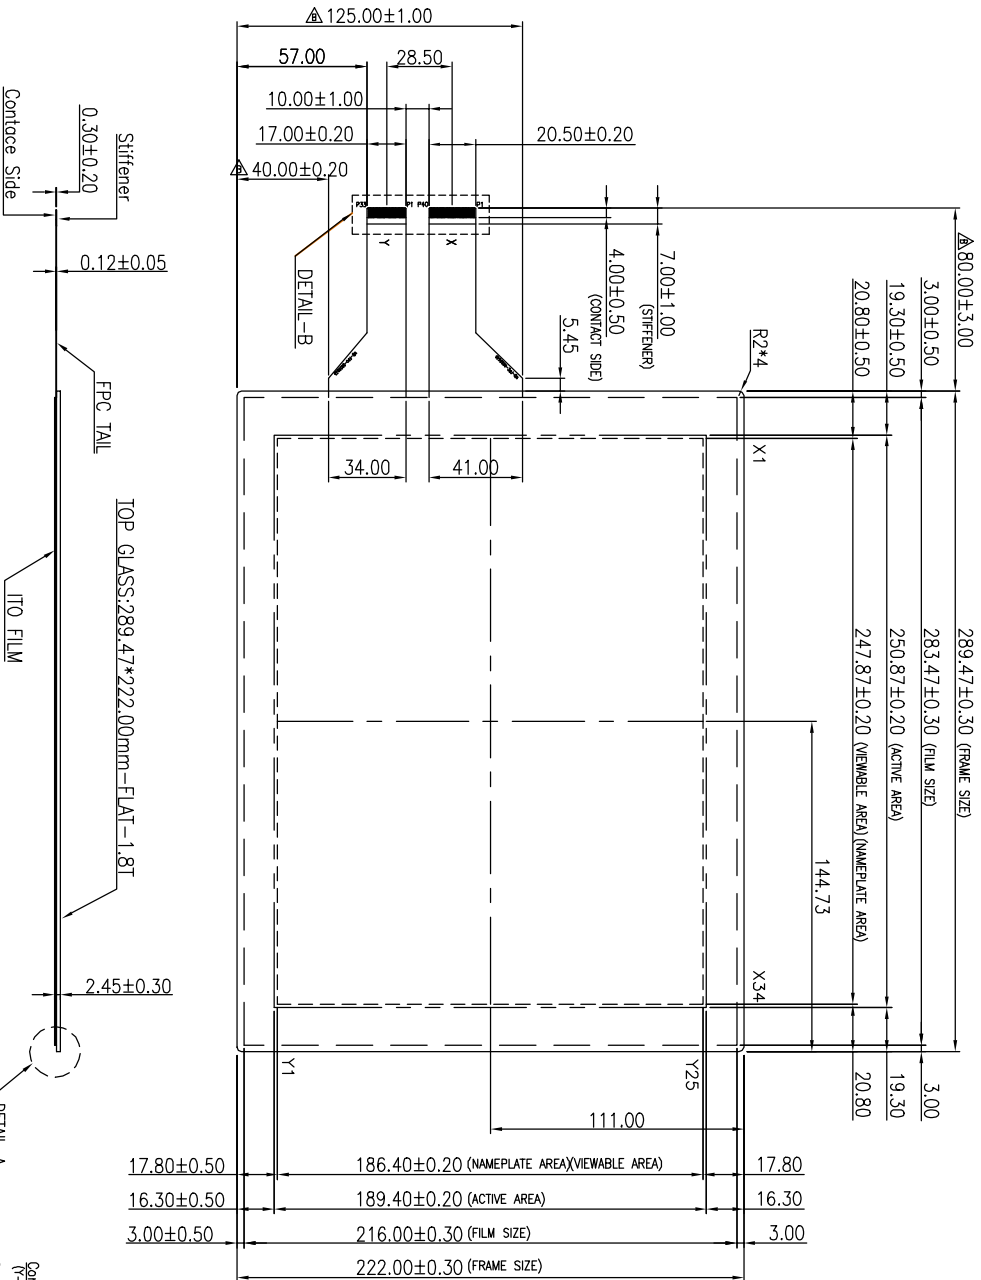 125.00±1.00
57.00
28.50
10.00±1.00
17.00±0.20
20.50±0.20
40.00±0.20
P33
P1
P40
P1
Y
X
DETAIL-B
7.00±1.00
(STIFFENER)
4.00±0.50
(CONTACT SIDE)
5.45
R2*4
80.00±3.00
3.00±0.50
19.30±0.50
20.80±0.50
X1
34.00
41.00
289.47±0.30 (FRAME SIZE)
283.47±0.30 (FILM SIZE)
250.87±0.20 (ACTIVE AREA)
247.87±0.20 (VIEWABLE AREA)(NAMEPLATE AREA)
144.73
X34
3.00
19.30
20.80
Y1
Y25
111.00
17.80±0.50
186.40±0.20 (NAMEPLATE AREA)(VIEWABLE AREA)
17.80
16.30±0.50
189.40±0.20 (ACTIVE AREA)
16.30
3.00±0.50
216.00±0.30 (FILM SIZE)
3.00
222.00±0.30 (FRAME SIZE)
Stiffener
0.30±0.20
Contace Side
0.12±0.05
FPC TAIL
TOP GLASS:289.47*222.00mm-FLAT-1.8T
ITO FILM
2.45±0.30